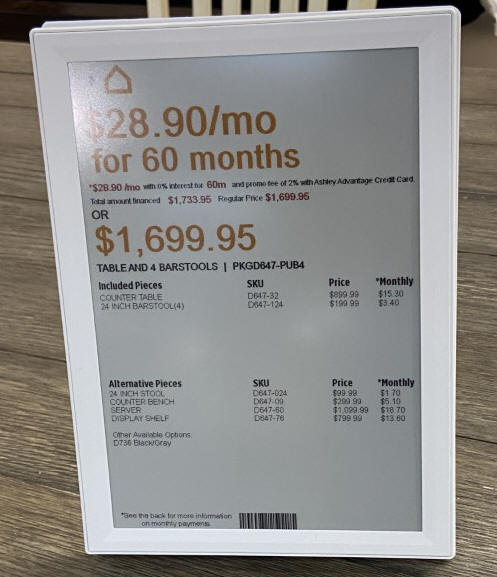 $28.90/mo
for 60 months
*$28.90 /mo with 0% interest for 60m and promo fee of 2% with Ashley Advantage Credit Card.
Total amount financed $1,733.95 Regular Price $1,699.95
OR
$1,699.95
TABLE AND 4 BARSTOOLS | PKGD647-PUB4
Included Pieces SKU Price *Monthly
COUNTER TABLE D647-32 $899.99 $15.30
24 INCH BARSTOOL(4) D647-124 $199.99 $3.40
Alternative Pieces SKU Price *Monthly
24 INCH STOOL D647-024 $99.99 $1.70
COUNTER BENCH D647-09 $299.99 $5.10
SERVER D647-60 $1,099.99 $18.70
DISPLAY SHELF D647-76 $799.99 $13.60
Other Available Options:
D736 Black/Gray
*See the back for more information
on monthly payments.